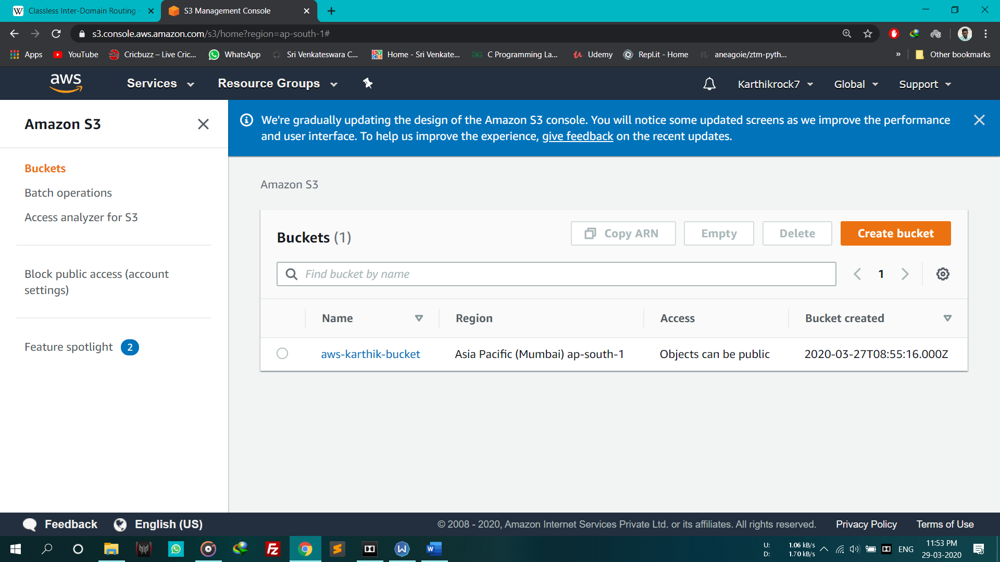 W Classless Inter-Domain Routing -
S3 Management Console
s3.console.aws.amazon.com/s3/home?region=ap-south-1#
Apps YouTube Cricbuzz – Live Cric... WhatsApp Sri Venkateswara C... Home - Sri Venkate... C Programming La... Udemy Repl.it - Home aneagoie/ztm-pyth... » Other bookmarks
aws Services Resource Groups Karthikrock7 Global Support
Amazon S3
We're gradually updating the design of the Amazon S3 console. You will notice some updated screens as we improve the performance
and user interface. To help us improve the experience, give feedback on the recent updates.
Buckets
Batch operations
Access analyzer for S3
Block public access (account
settings)
Feature spotlight 2
Amazon S3
Buckets (1)
Copy ARN Empty Delete Create bucket
Find bucket by name
1
Name Region Access Bucket created
aws-karthik-bucket Asia Pacific (Mumbai) ap-south-1 Objects can be public 2020-03-27T08:55:16.000Z
Feedback English (US) © 2008 - 2020, Amazon Internet Services Private Ltd. or its affiliates. All rights reserved. Privacy Policy Terms of Use
U: 1.06 kB/s
D: 1.70 kB/s
ENG
11:53 PM
29-03-2020